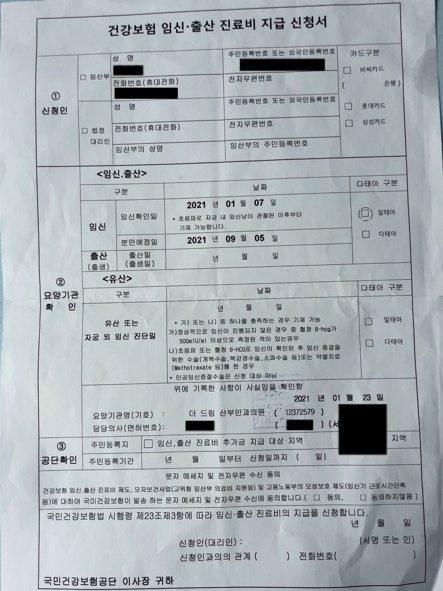 건강보험 임신·출산 진료비 지급 신청서
①
신청인
□ 임산부
성 명
주민등록번호 또는 외국인등록번호
카드구분
전화번호(휴대전화)
전자우편번호
□ 비씨카드
( 은행 )
□ 롯데카드
□ 삼성카드
□ 법정
대리인
성 명
주민등록번호 또는 외국인등록번호
전화번호(휴대전화)
전자우편번호
임산부의 성명
임산부의 주민등록번호
②
요양기관
확 인
<임신.출산>
구분
날짜
다태아 구분
임신
임신확인일
2021 년 01 월 07 일
* 초음파로 자궁 내 임신낭이 관찰된 이후부터
기재 가능합니다.
□ 일태아
분만예정일
2021 년 09 월 05 일
□ 다태아
출산
(출생)
출산일
(출생일)
년 월 일
<유산>
구분
날짜
다태아 구분
유산 또는
자궁 외 임신 진단일
년 월 일
* 가) 또는 나) 중 하나를 충족하는 경우 기재 가능
가)정상적으로 임신이 진행되지 않은 경우 중 혈청 B-hcg가
500mIU/ml 이상으로 측정된 적이 있는경우
나)초음파 또는 혈청 B-hCG로 임신이 확인된 후 임신 종결을
위한 수술(개복수술,복강경수술,소파수술 등)또는 약물치료
(Methotrexate 등)를 한 경우
* 인공임신중절수술은 신청 대상 아님
□ 일태아
□ 다태아
위에 기록한 사항이 사실임을 확인함
2021 년 01 월 23 일
요양기관명(기호) : 더 드림 산부인과의원 ( 12372579 )
담당의사(면허번호): ( ) (서
③
공단확인
주민등록지
□ 임신.출산 진료비 추가금 지급 대상 지역
지역
주민등록기간
년 월 일부터 신청일까지 ( 일)
문자 메세지 및 전자우편 수신 동의
건강보험 임신.출산 진료비 제도, 모자보건사업(고위험 임산부 의료비 지원등) 및 고용노동부의 모성보호 제도(임신기 근로시간단축
등)에 대하여 국민건강보험이 발송 하는 문자 메세지 및 전자우편 수신에 동의합니다.( □ 동의, □ 동의하지않음 )
국민건강보험법 시행령 제23조제3항에 따라 임신.출산 진료비의 지급을 신청합니다.
년 월 일
신청인(대리인) : (서명 또는 인)
신청인과의 관계 ( ) 전화번호( )
국민건강보험공단 이사장 귀하